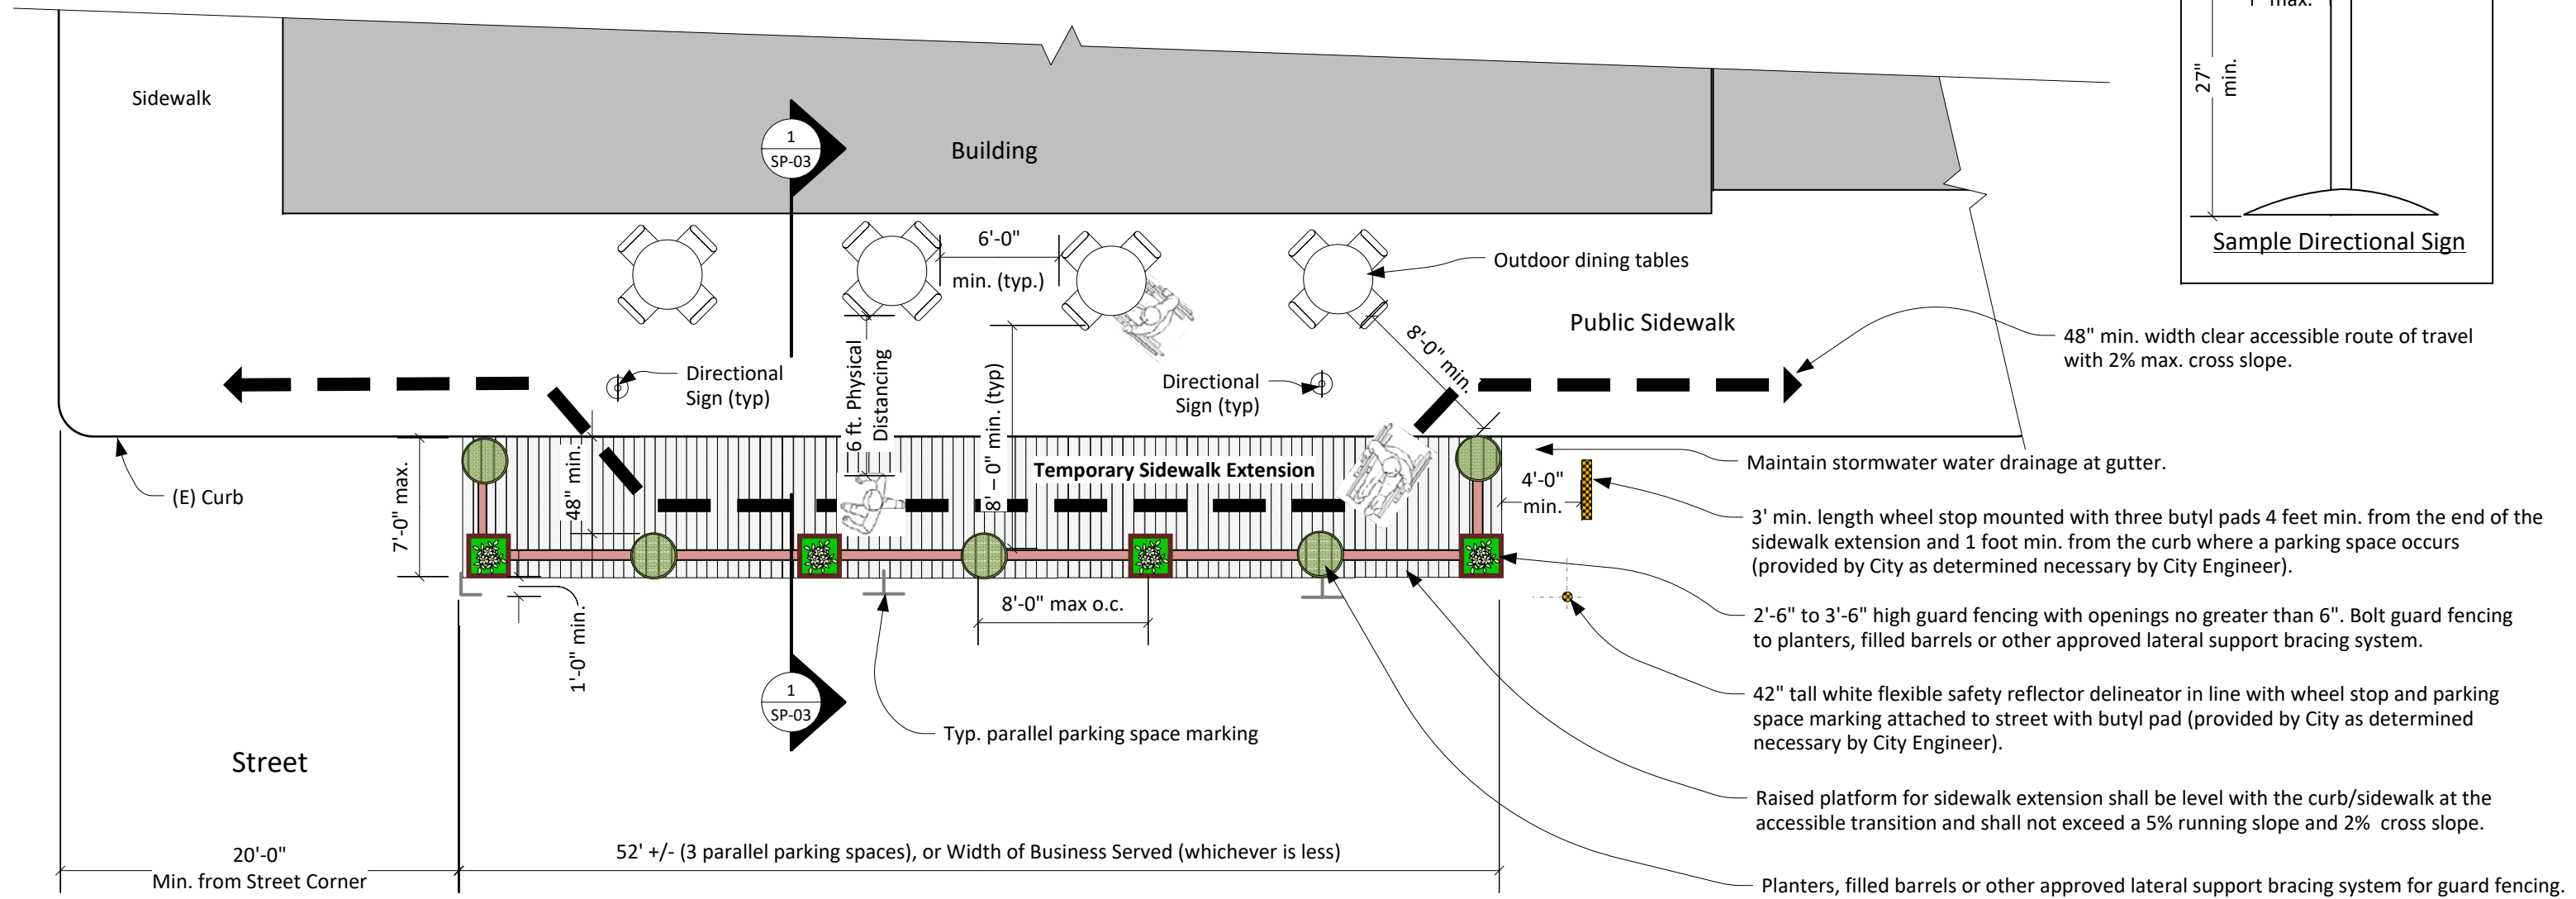 1" max.
27"
min.
Sample Directional Sign
Sidewalk
Building
1
SP-03
6'-0"
min. (typ.)
Outdoor dining tables
Public Sidewalk
8'-0" min.
48" min. width clear accessible route of travel
with 2% max. cross slope.
Directional
Sign (typ)
6 ft. Physical
Distancing
8' – 0" min. (typ)
Directional
Sign (typ)
(E) Curb
7'-0" max.
48" min.
Temporary Sidewalk Extension
4'-0"
min.
Maintain stormwater water drainage at gutter.
3' min. length wheel stop mounted with three butyl pads 4 feet min. from the end of the
sidewalk extension and 1 foot min. from the curb where a parking space occurs
(provided by City as determined necessary by City Engineer).
1'-0" min.
8'-0" max o.c.
2'-6" to 3'-6" high guard fencing with openings no greater than 6". Bolt guard fencing
to planters, filled barrels or other approved lateral support bracing system.
1
SP-03
Typ. parallel parking space marking
42" tall white flexible safety reflector delineator in line with wheel stop and parking
space marking attached to street with butyl pad (provided by City as determined
necessary by City Engineer).
Street
Raised platform for sidewalk extension shall be level with the curb/sidewalk at the
accessible transition and shall not exceed a 5% running slope and 2% cross slope.
20'-0"
Min. from Street Corner
52' +/- (3 parallel parking spaces), or Width of Business Served (whichever is less)
Planters, filled barrels or other approved lateral support bracing system for guard fencing.